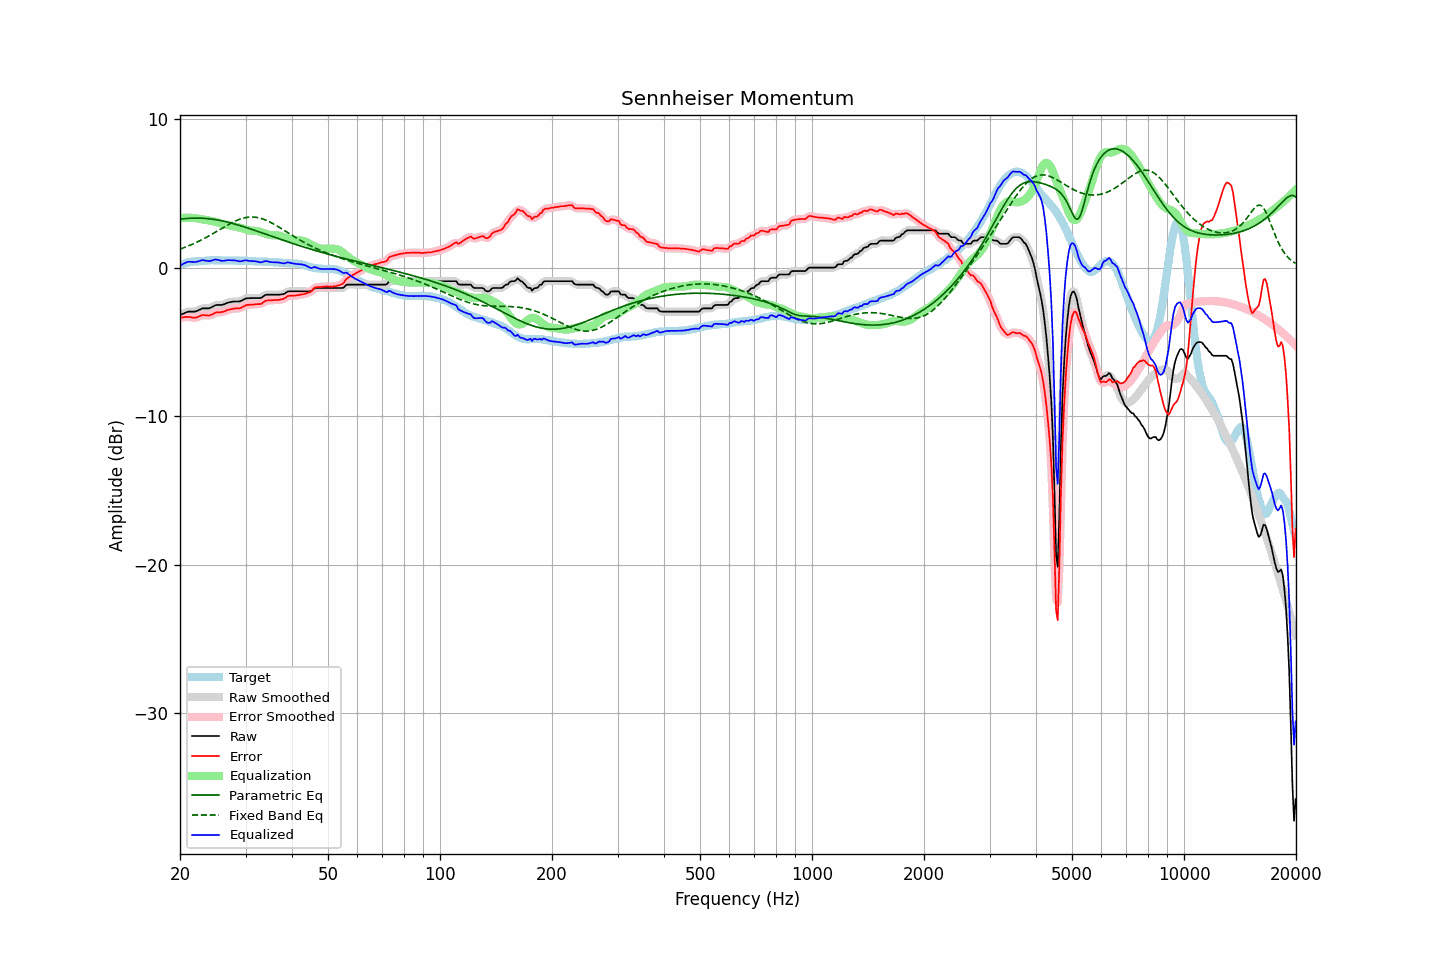 Sennheiser Momentum
10
0
−10
−20
−30
Amplitude (dBr)
Target
Raw Smoothed
Error Smoothed
Raw
Error
Equalization
Parametric Eq
Fixed Band Eq
Equalized
20 50 100 200 500 1000 2000 5000 10000 20000
Frequency (Hz)